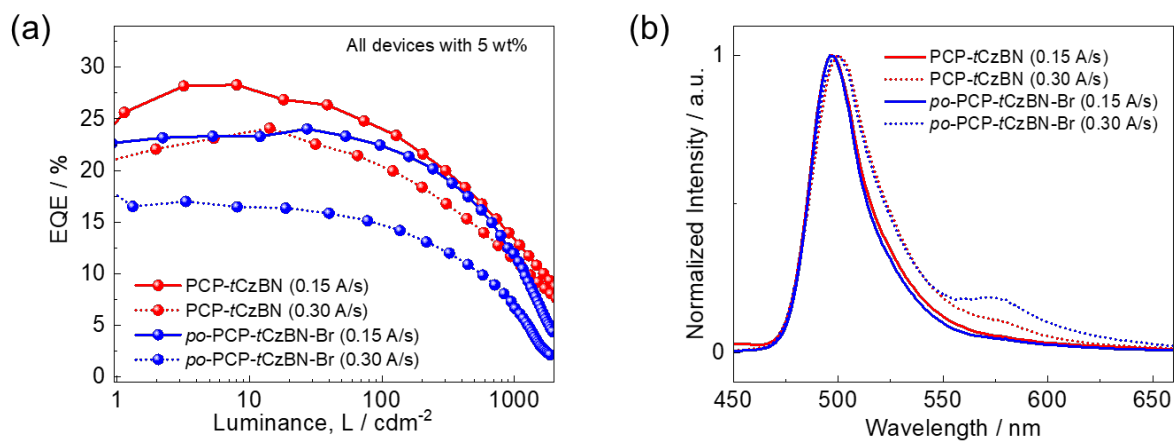 (a)
All devices with 5 wt%
30
25
20
15
10
5
0
EQE / %
PCP-tCzBN (0.15 A/s)
PCP-tCzBN (0.30 A/s)
po-PCP-tCzBN-Br (0.15 A/s)
po-PCP-tCzBN-Br (0.30 A/s)
1
10
100
1000
Luminance, L / cdm-2
(b)
1
0
Normalized Intensity / a.u.
PCP-tCzBN (0.15 A/s)
PCP-tCzBN (0.30 A/s)
po-PCP-tCzBN-Br (0.15 A/s)
po-PCP-tCzBN-Br (0.30 A/s)
450
500
550
600
650
Wavelength / nm